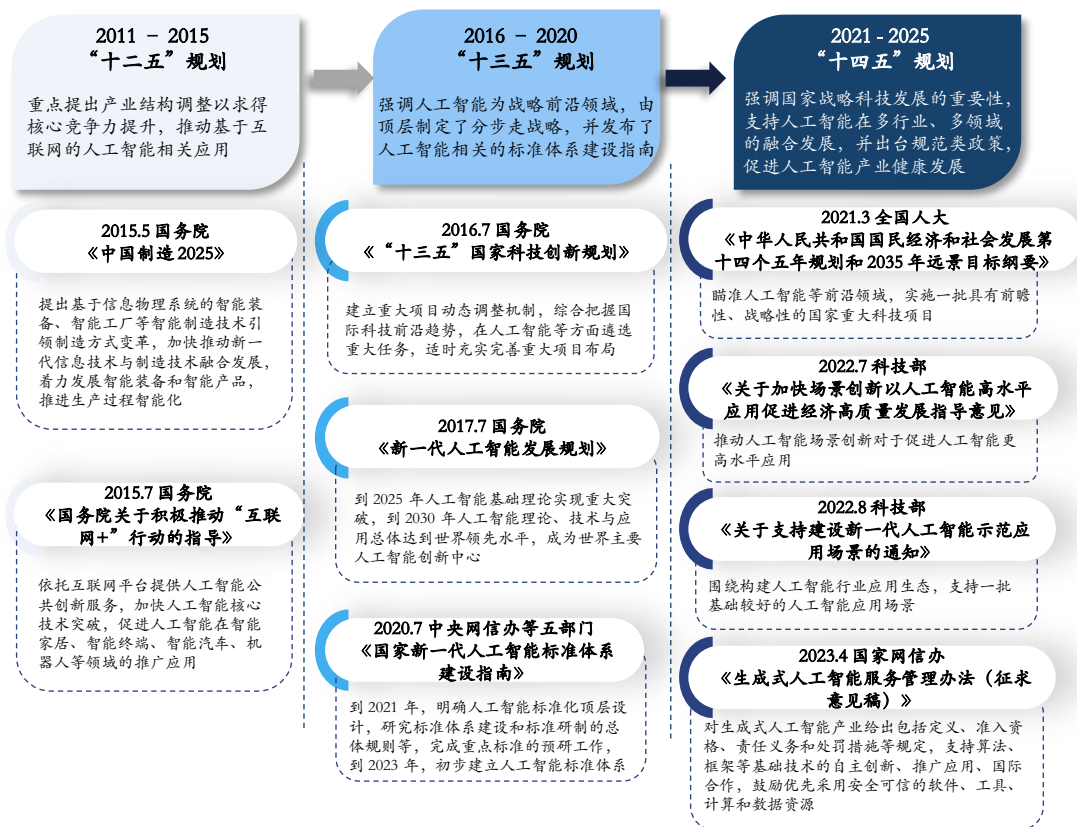 2011 – 2015
“十二五”规划
重点提出产业结构调整以求得
核心竞争力提升，推动基于互
联网的人工智能相关应用
2015.5 国务院
《中国制造2025》
提出基于信息物理系统的智能装
备、智能工厂等智能制造技术引
领制造方式变革，加快推动新一
代信息技术与制造技术融合发展，
着力发展智能装备和智能产品，
推进生产过程智能化
2015.7 国务院
《国务院关于积极推动“互联
网+”行动的指导》
依托互联网平台提供人工智能公
共创新服务，加快人工智能核心
技术突破，促进人工智能在智能
家居、智能终端、智能汽车、机
器人等领域的推广应用
2016 – 2020
“十三五”规划
强调人工智能为战略前沿领域，由
顶层制定了分步走战略，并发布了
人工智能相关的标准体系建设指南
2016.7 国务院
《“十三五”国家科技创新规划》
建立重大项目动态调整机制，综合把握国
际科技前沿趋势，在人工智能等方面遴选
重大任务，适时充实完善重大项目布局
2017.7 国务院
《新一代人工智能发展规划》
到 2025 年人工智能基础理论实现重大突
破，到 2030 年人工智能理论、技术与应
用总体达到世界领先水平，成为世界主要
人工智能创新中心
2020.7 中央网信办等五部门
《国家新一代人工智能标准体系
建设指南》
到 2021 年，明确人工智能标准化顶层设
计，研究标准体系建设和标准研制的总
体规则等，完成重点标准的预研工作，
到 2023 年，初步建立人工智能标准体系
2021 - 2025
“十四五”规划
强调国家战略科技发展的重要性，
支持人工智能在多行业、多领域
的融合发展，并出台规范类政策，
促进人工智能产业健康发展
2021.3 全国人大
《中华人民共和国国民经济和社会发展第
十四个五年规划和 2035 年远景目标纲要》
瞄准人工智能等前沿领域，实施一批具有前瞻
性、战略性的国家重大科技项目
2022.7 科技部
《关于加快场景创新以人工智能高水平
应用促进经济高质量发展指导意见》
推动人工智能场景创新对于促进人工智能更
高水平应用
2022.8 科技部
《关于支持建设新一代人工智能示范应
用场景的通知》
围绕构建人工智能行业应用生态，支持一批
基础较好的人工智能应用场景
2023.4 国家网信办
《生成式人工智能服务管理办法（征求
意见稿）》
对生成式人工智能产业给出包括定义、准入资
格、责任义务和处罚措施等规定，支持算法、
框架等基础技术的自主创新、推广应用、国际
合作，鼓励优先采用安全可信的软件、工具、
计算和数据资源